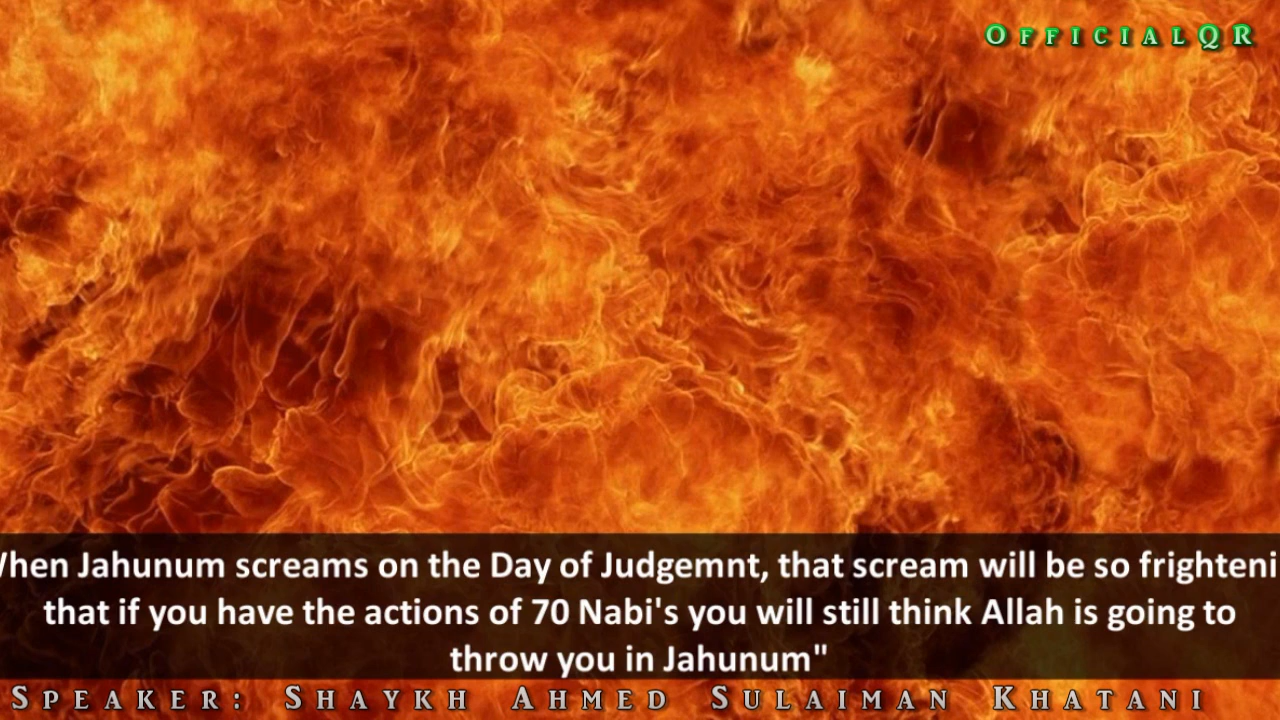 OFFICIALQR
When Jahunum screams on the Day of Judgemnt, that scream will be so frighteni
that if you have the actions of 70 Nabi's you will still think Allah is going to
throw you in Jahunum"
SPEAKER: SHAYKH AHMED SULAIMAN KHATANI